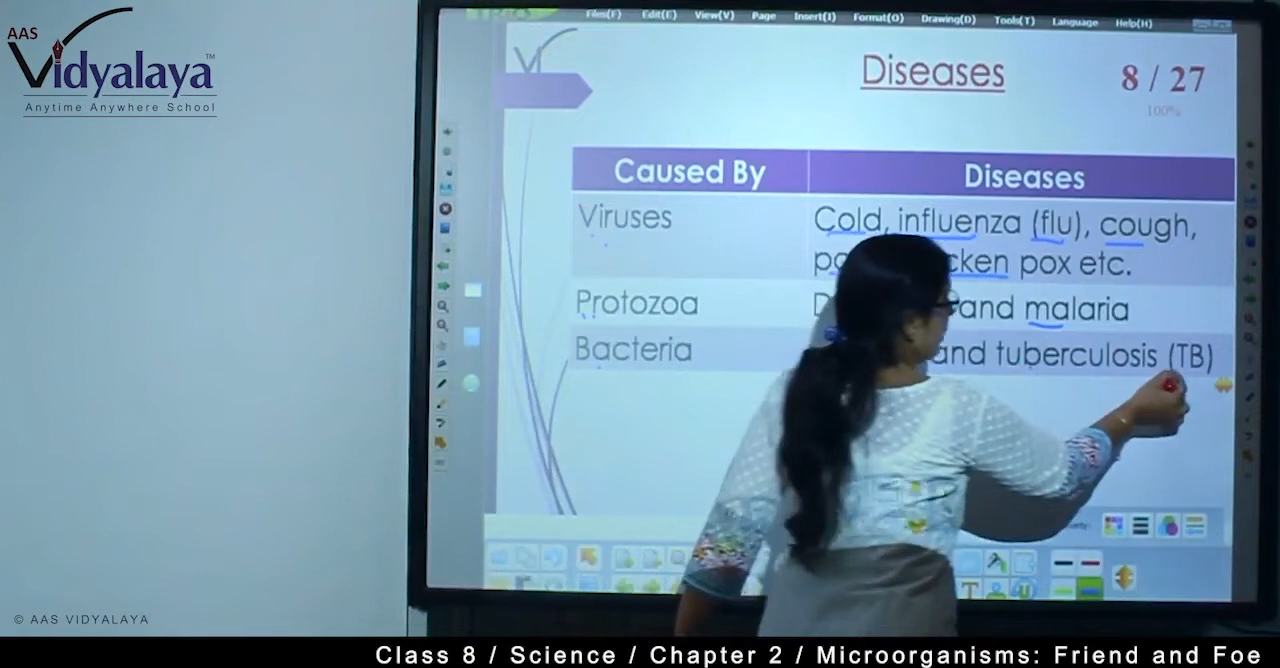 AAS
Vidyalaya TM
Anytime Anywhere School
Files(F) Edit(E) View(V) Page Insert(I) Format(O) Drawing(D) Tools(T) Language Help(H)
Diseases
8 / 27
100%
Caused By Diseases
Viruses Cold, influenza (flu), cough,
pox etc.
Protozoa and malaria
Bacteria and tuberculosis (TB)
© AAS VIDYALAYA
Class 8 / Science / Chapter 2 / Microorganisms: Friend and Foe